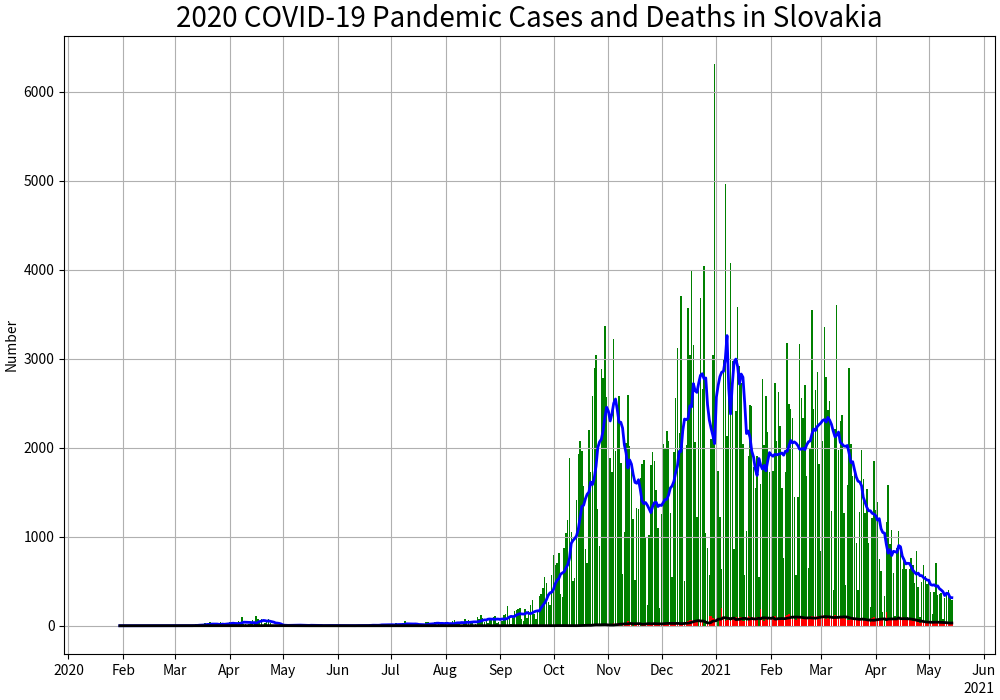 2020 COVID-19 Pandemic Cases and Deaths in Slovakia
Number
6000
5000
4000
3000
2000
1000
0
2020 Feb Mar Apr May Jun Jul Aug Sep Oct Nov Dec 2021 Feb Mar Apr May Jun
2021